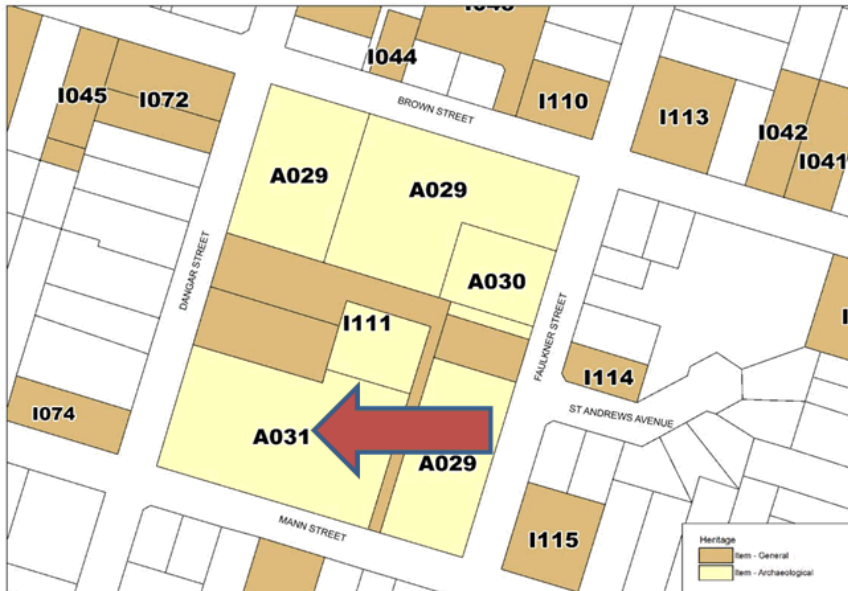 I044
I045
I072
I110
I113
I042
I041
BROWN STREET
A029
A029
A030
DANGAR STREET
FAULKNER STREET
I111
I114
ST ANDREWS AVENUE
I074
A031
A029
MANN STREET
I115
Heritage
Item - General
Item - Archaeological